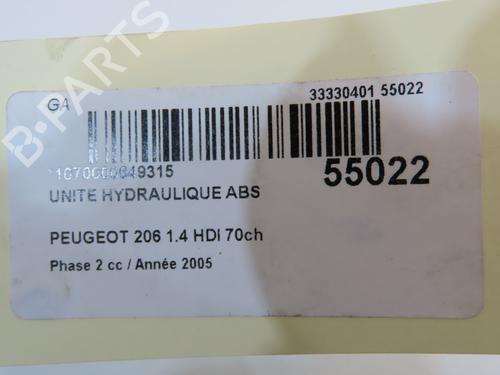 GA
33330401 55022
55022
UNITE HYDRAULIQUE ABS
PEUGEOT 206 1.4 HDI 70ch
Phase 2 cc / Année 2005
B-PARTS